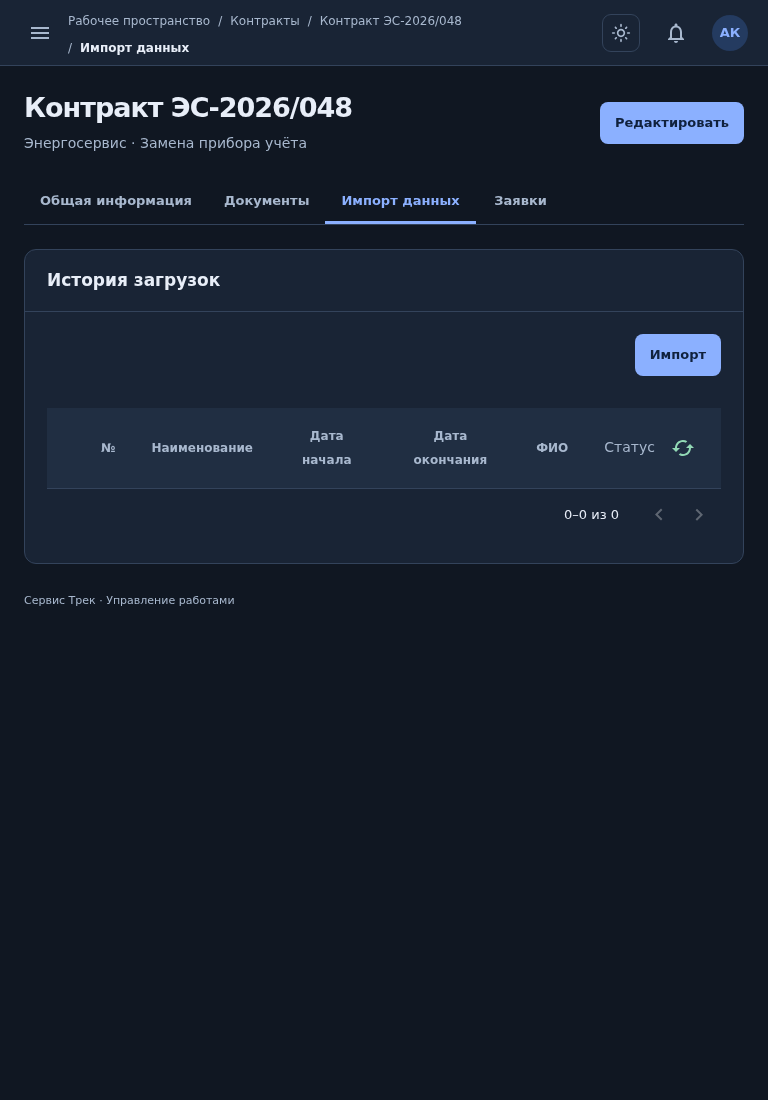 Рабочее пространство / Контракты / Контракт ЭС-2026/048
/ Импорт данных
АК
Контракт ЭС-2026/048
Энергосервис · Замена прибора учёта
Редактировать
Общая информация Документы Импорт данных Заявки
История загрузок
Импорт
№ Наименование Дата начала Дата окончания ФИО Статус
0–0 из 0
Сервис Трек · Управление работами